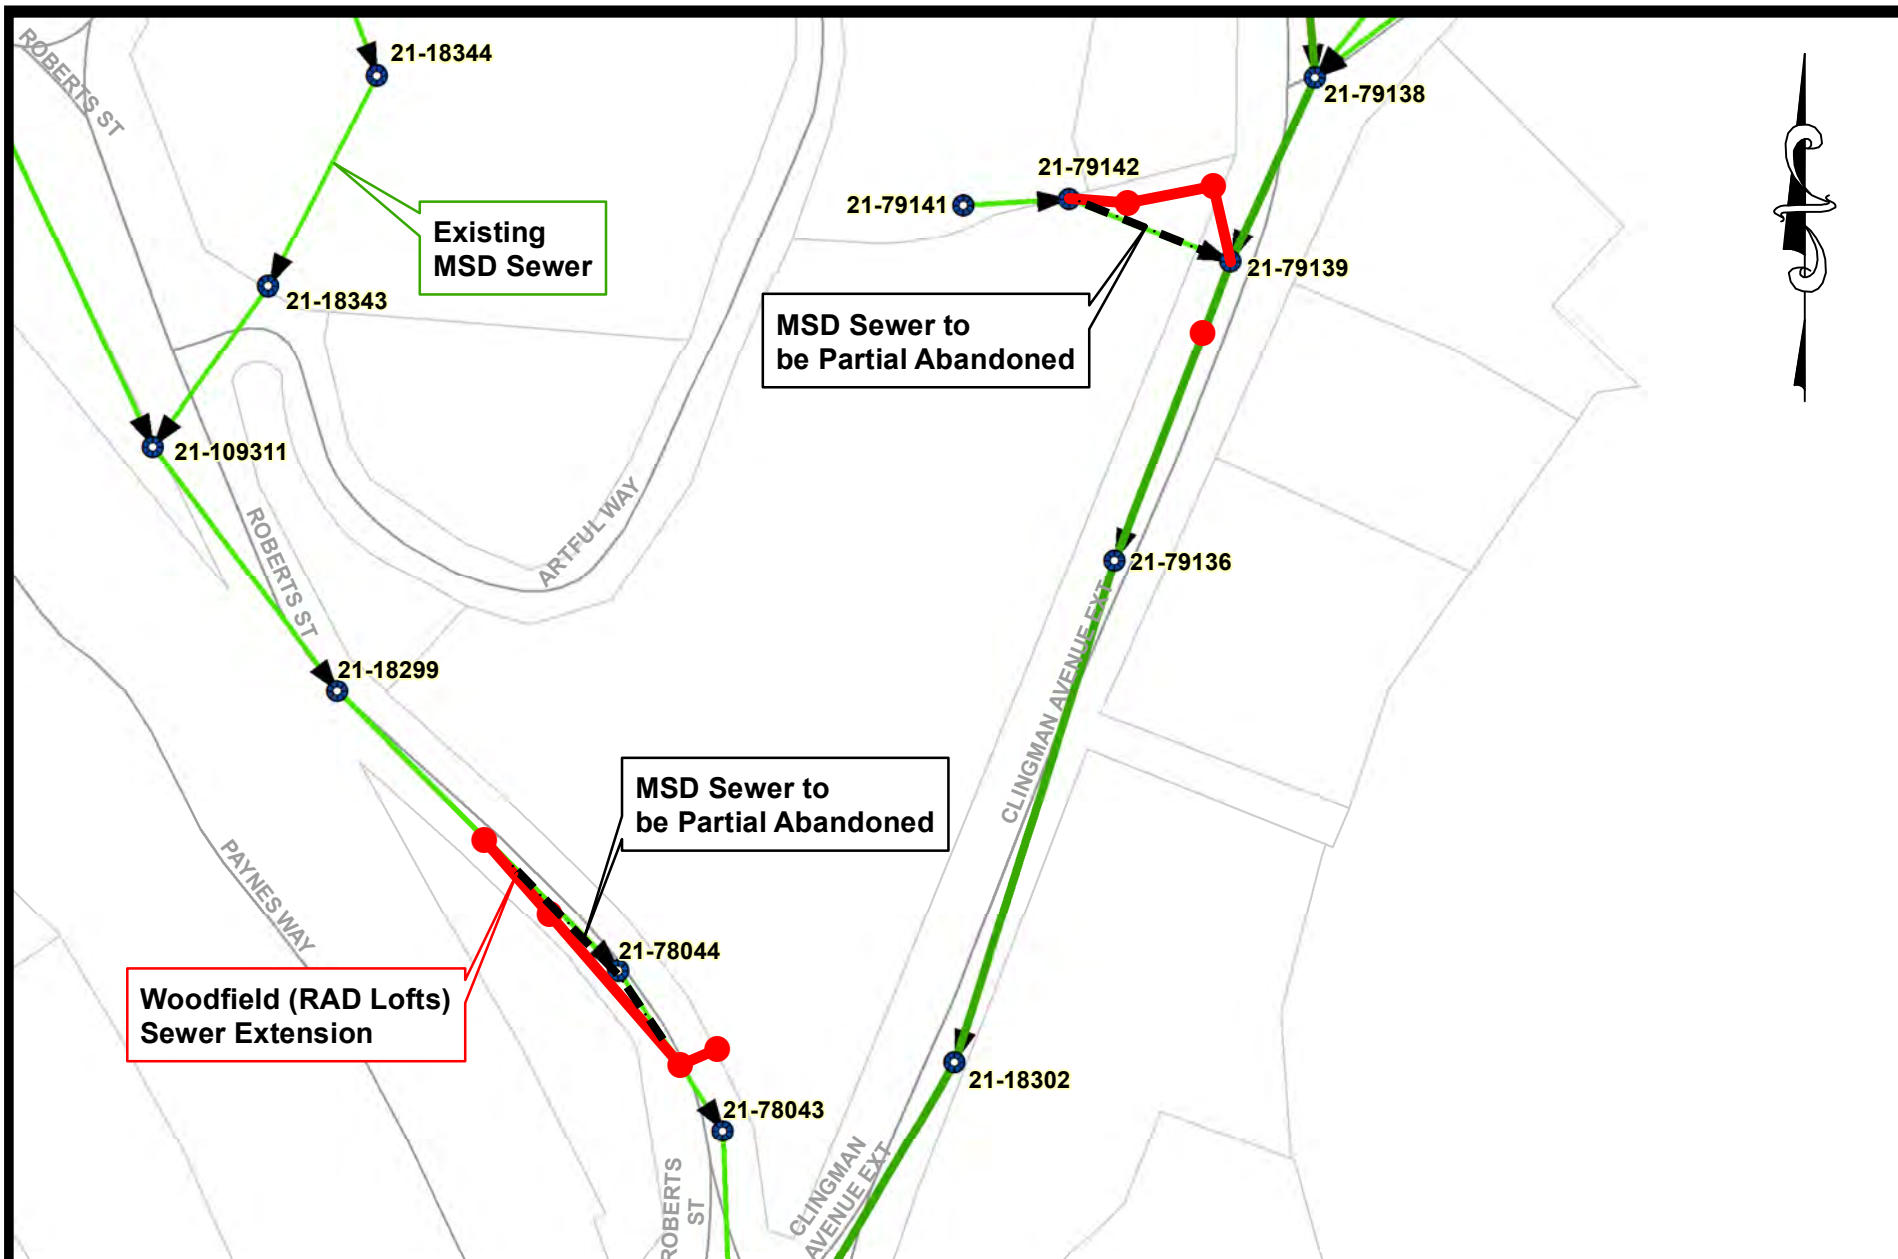 ROBERTS ST
21-18344
21-79138
21-79142
21-79141
Existing
MSD Sewer
21-79139
21-18343
MSD Sewer to
be Partial Abandoned
21-109311
ARTFUL WAY
ROBERTS ST
21-79136
CLINGMAN AVENUE EXT
21-18299
MSD Sewer to
be Partial Abandoned
PAYNES WAY
21-78044
Woodfield (RAD Lofts)
Sewer Extension
21-18302
21-78043
ROBERTS
ST
CLINGMAN
AVENUE EXT